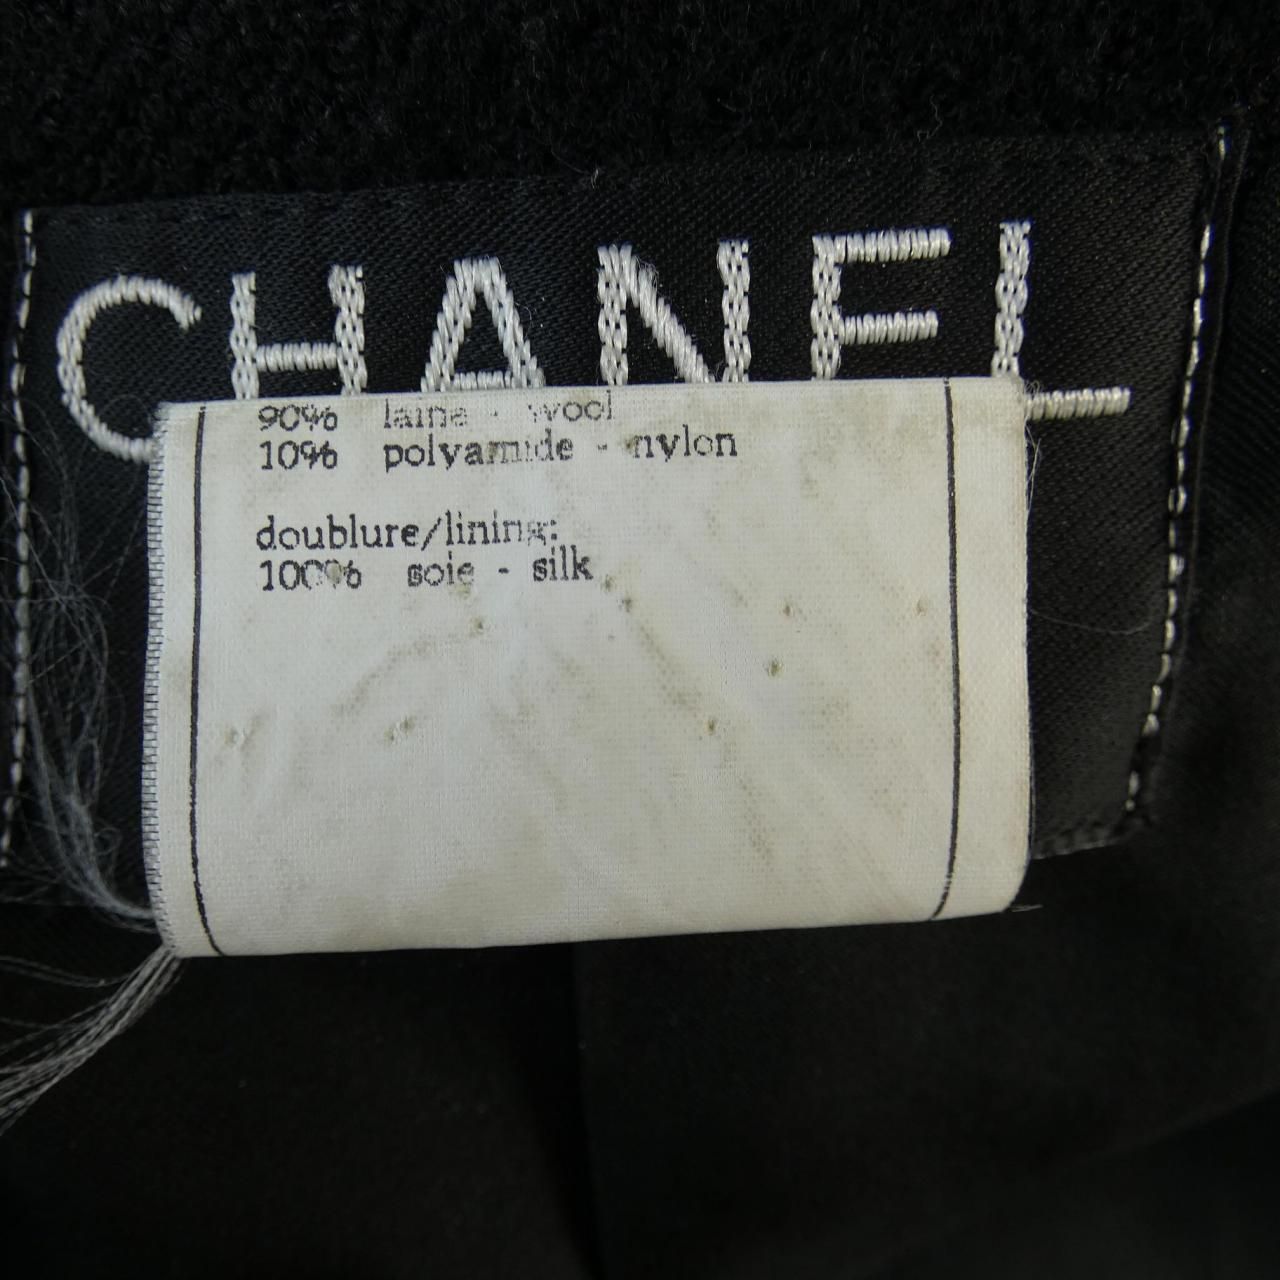 CHANEL
90% laine - wool
10% polyamide - nylon
doublure/lining:
100% soie - silk